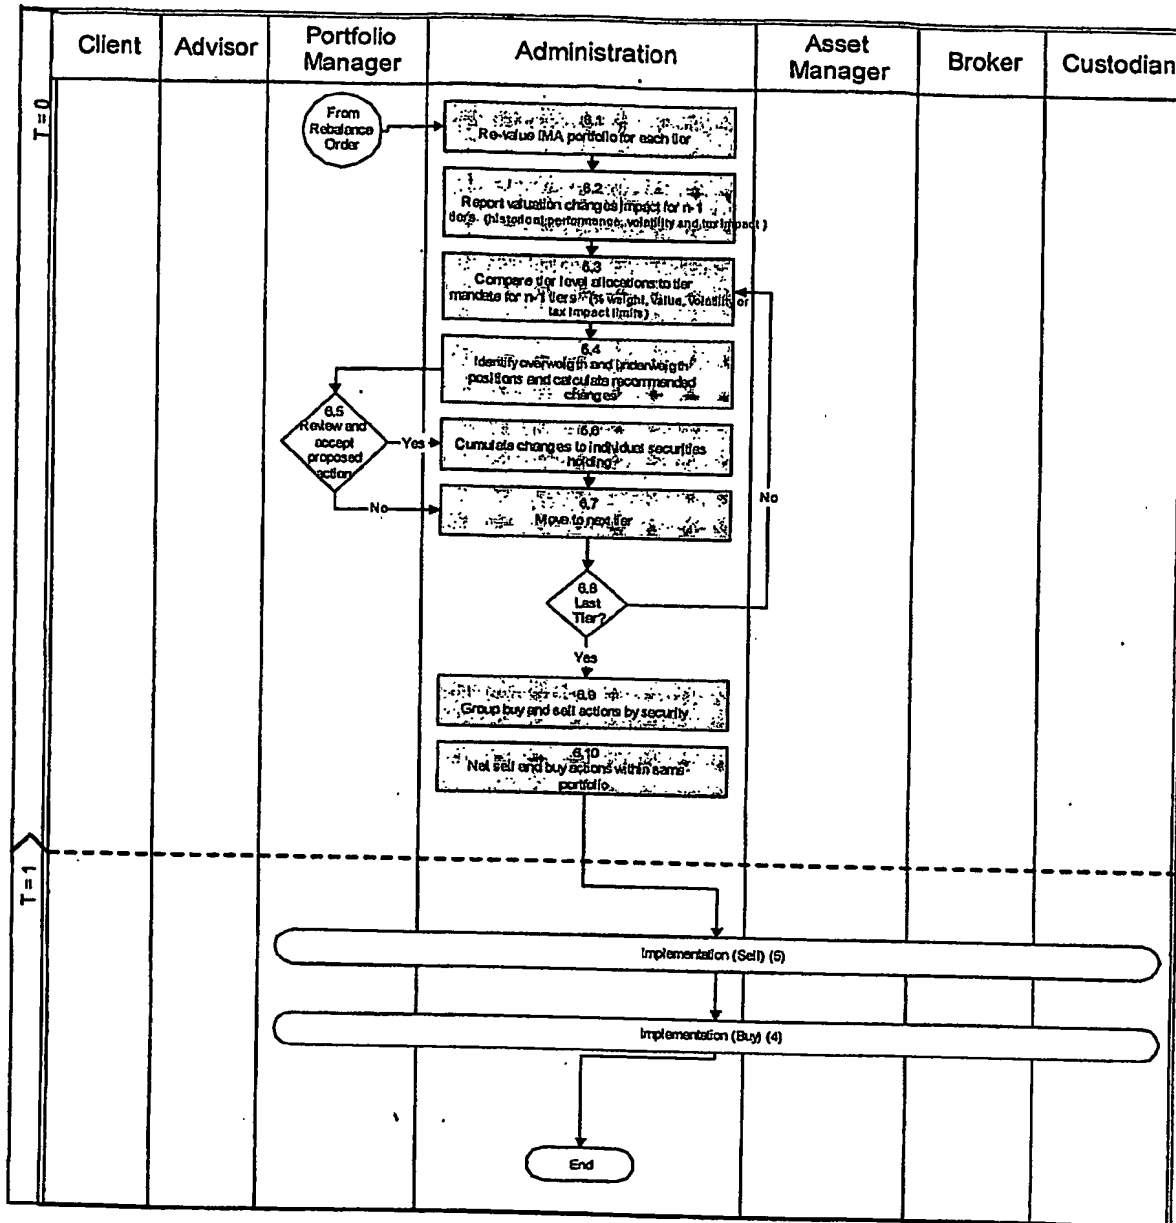 Client
Advisor
Portfolio
Manager
Administration
Asset
Manager
Broker
Custodian
T = 0
From
Rebalance
Order
6.1
Re-value IMA portfolio for each tier
6.2
Report valuation changes impact for n-1
tiers. (historical performance, volatility and tax impact )
6.3
Compare tier level allocations to tier
mandate for n-1 tiers (% weight, value, volatility or
tax impact limits)
6.4
Identify overweigth and underweigth
positions and calculate recommended
changes
6.5
Review and
accept
proposed
action
Yes
6.6
Cumulate changes to individual securities
holding
No
6.7
Move to next tier
No
6.8
Last
Tier?
Yes
6.9
Group buy and sell actions by security
6.10
Net sell and buy actions within same
portfolio
T = 1
Implementation (Sell) (5)
Implementation (Buy) (4)
End